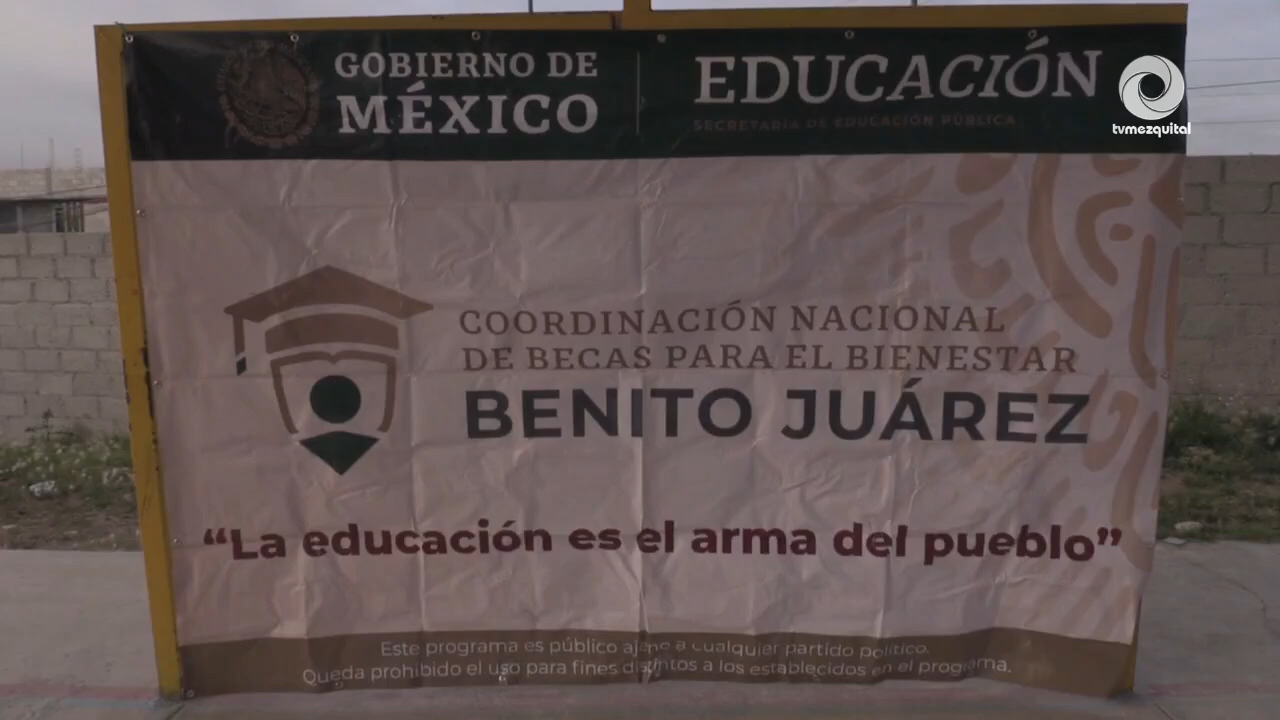 GOBIERNO DE
MÉXICO
EDUCACIÓN
SECRETARÍA DE EDUCACIÓN PÚBLICA
tvmezquital
COORDINACIÓN NACIONAL
DE BECAS PARA EL BIENESTAR
BENITO JUÁREZ
“La educación es el arma del pueblo”
Este programa es público ajeno a cualquier partido político.
Queda prohibido el uso para fines distintos a los establecidos en el programa.